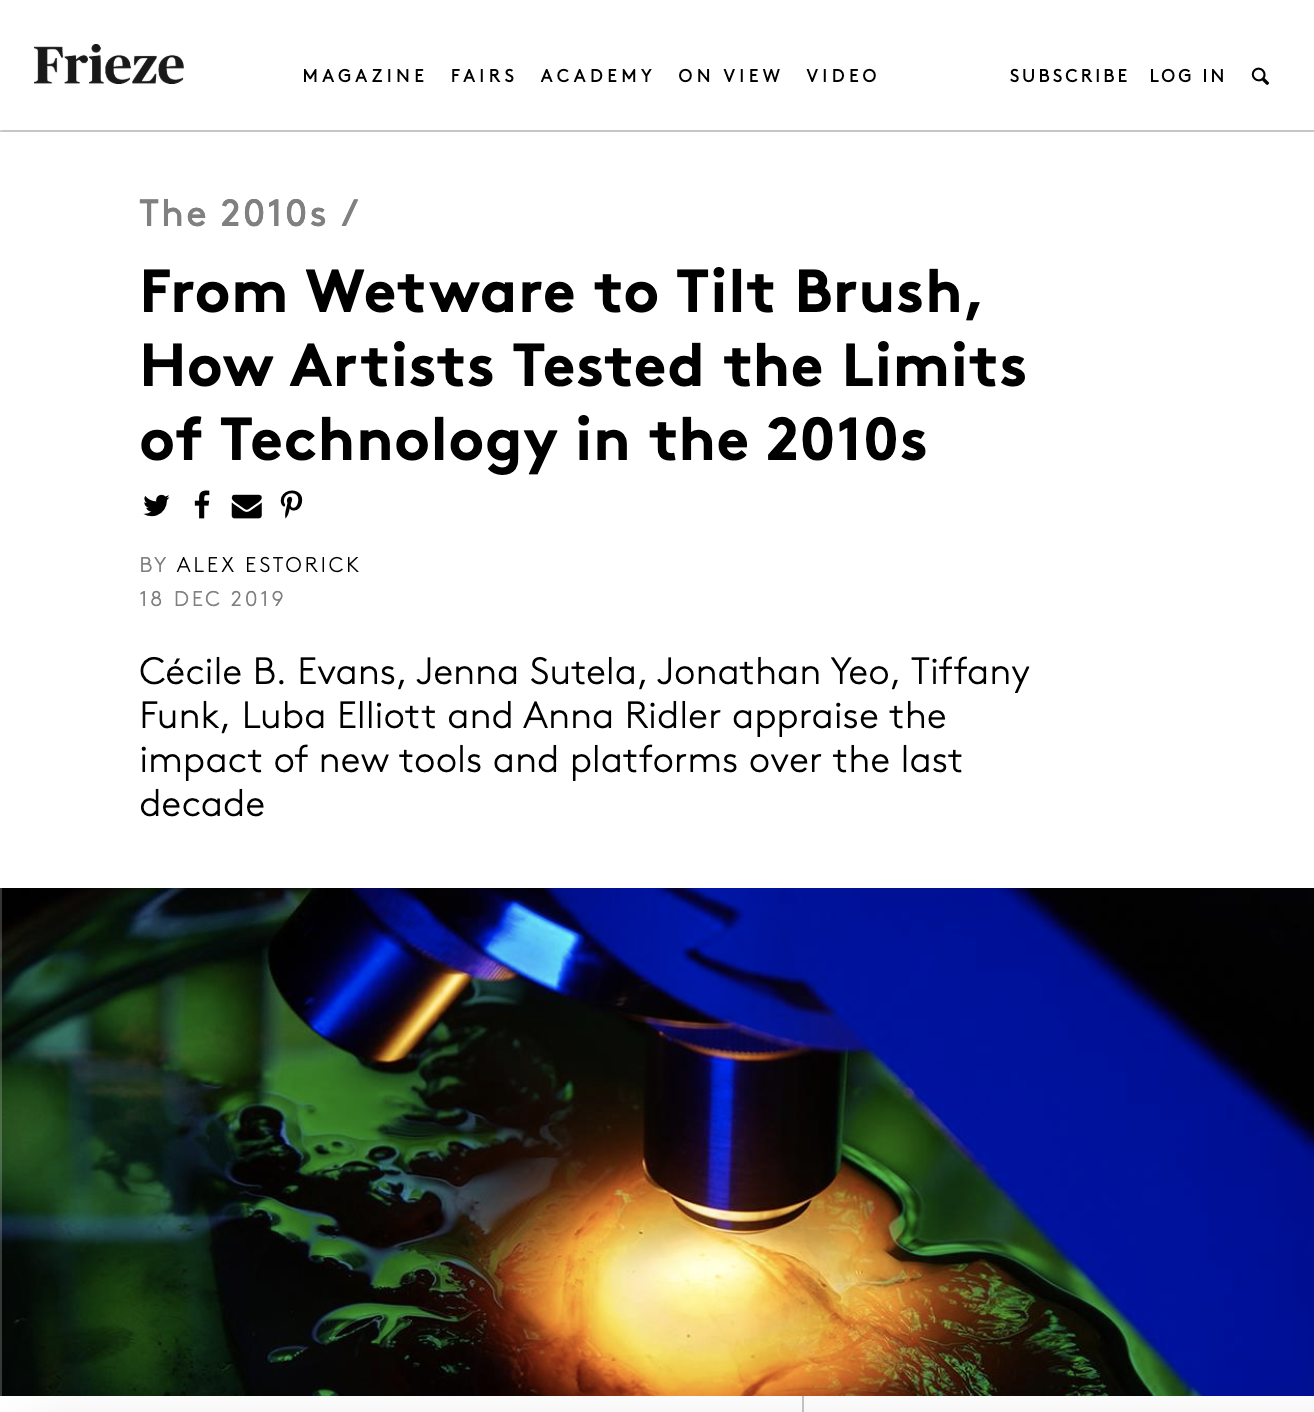 Frieze
MAGAZINE FAIRS ACADEMY ON VIEW VIDEO
SUBSCRIBE LOG IN
The 2010s /
From Wetware to Tilt Brush,
How Artists Tested the Limits
of Technology in the 2010s
BY ALEX ESTORICK
18 DEC 2019
Cécile B. Evans, Jenna Sutela, Jonathan Yeo, Tiffany
Funk, Luba Elliott and Anna Ridler appraise the
impact of new tools and platforms over the last
decade